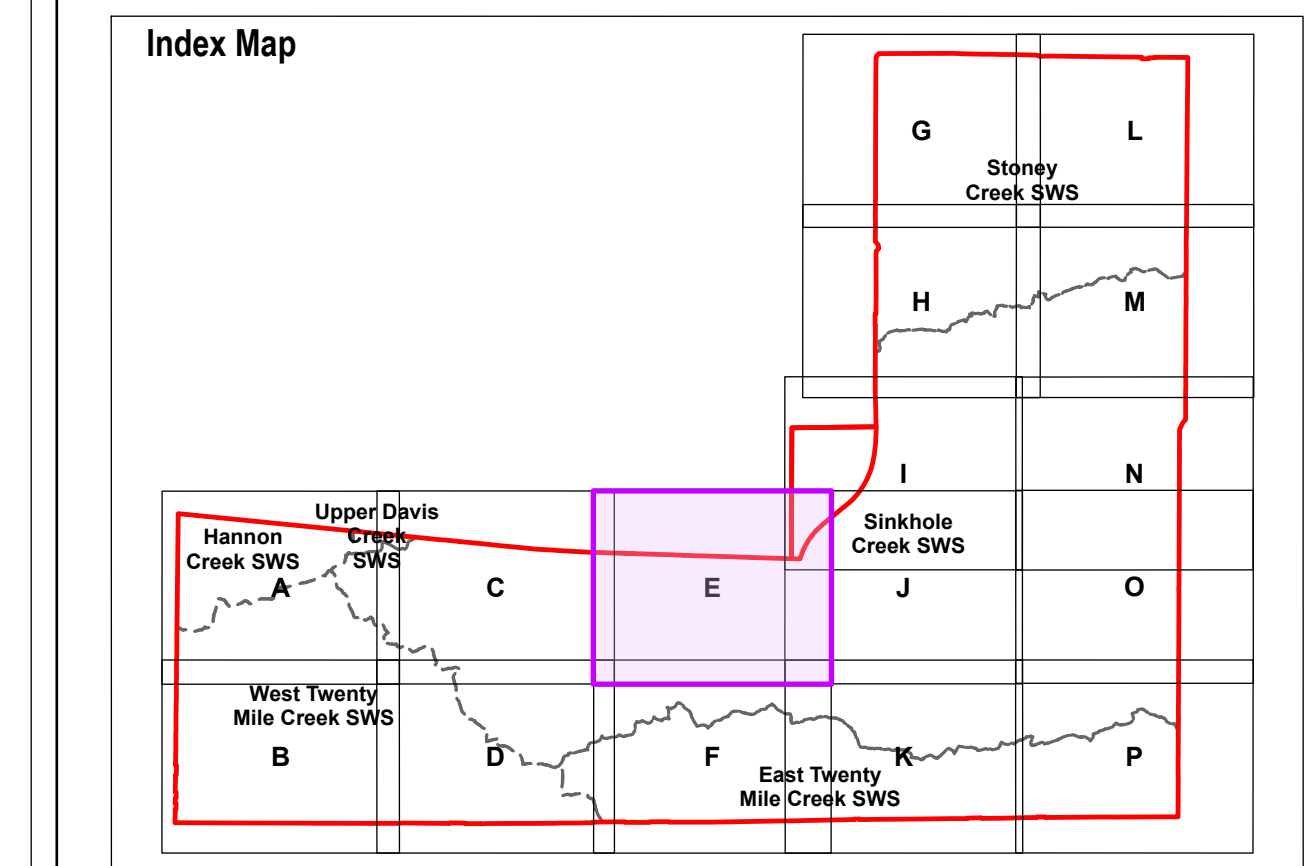 Index Map
G
L
Stoney
Creek SWS
H
M
I
N
Upper Davis
Creek
SWS
Hannon
Creek SWS
Sinkhole
Creek SWS
A
C
E
J
O
West Twenty
Mile Creek SWS
B
D
F
K
P
East Twenty
Mile Creek SWS